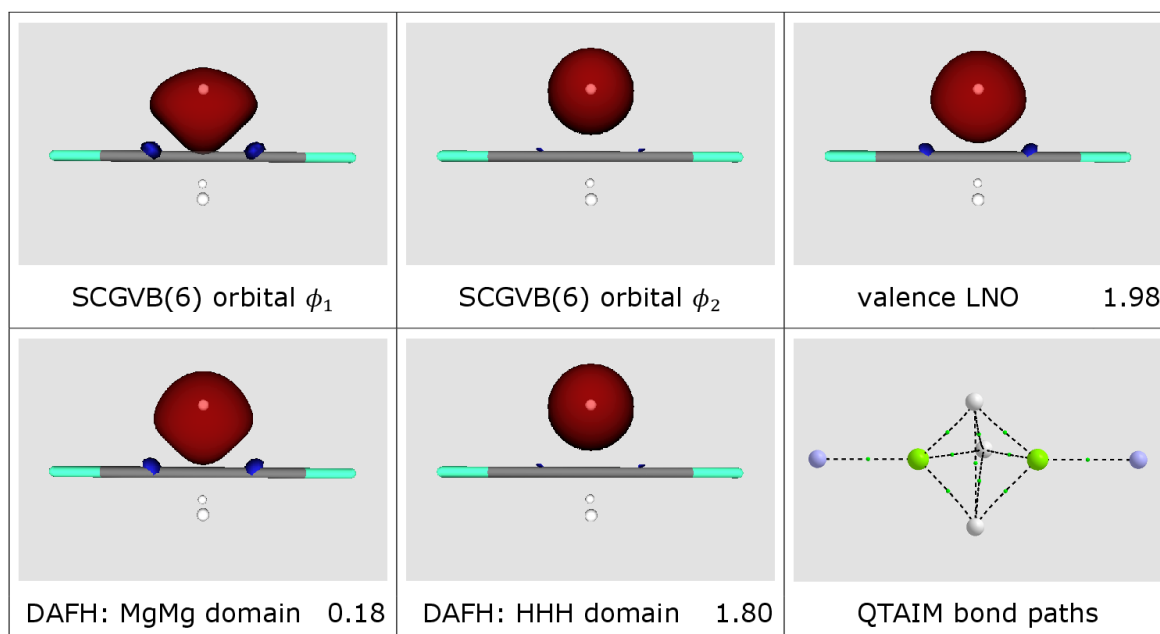 SCGVB(6) orbital ϕ₁
SCGVB(6) orbital ϕ₂
valence LNO 1.98
DAFH: MgMg domain 0.18
DAFH: HHH domain 1.80
QTAIM bond paths